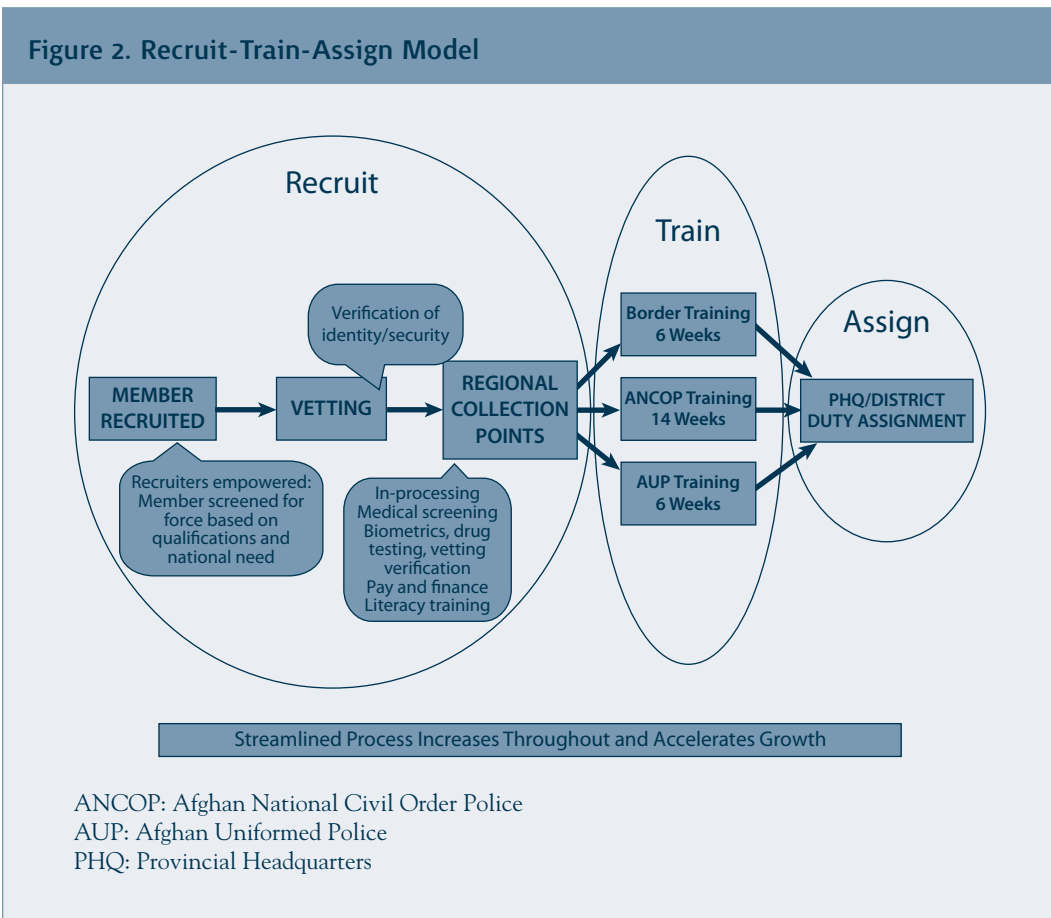 Figure 2. Recruit-Train-Assign Model
Recruit
Train
Assign
Verification of
identity/security
MEMBER
RECRUITED
VETTING
REGIONAL
COLLECTION
POINTS
Recruiters empowered:
Member screened for
force based on
qualifications and
national need
In-processing
Medical screening
Biometrics, drug
testing, vetting
verification
Pay and finance
Literacy training
Border Training
6 Weeks
ANCOP Training
14 Weeks
AUP Training
6 Weeks
PHQ/DISTRICT
DUTY ASSIGNMENT
Streamlined Process Increases Throughout and Accelerates Growth
ANCOP: Afghan National Civil Order Police
AUP: Afghan Uniformed Police
PHQ: Provincial Headquarters